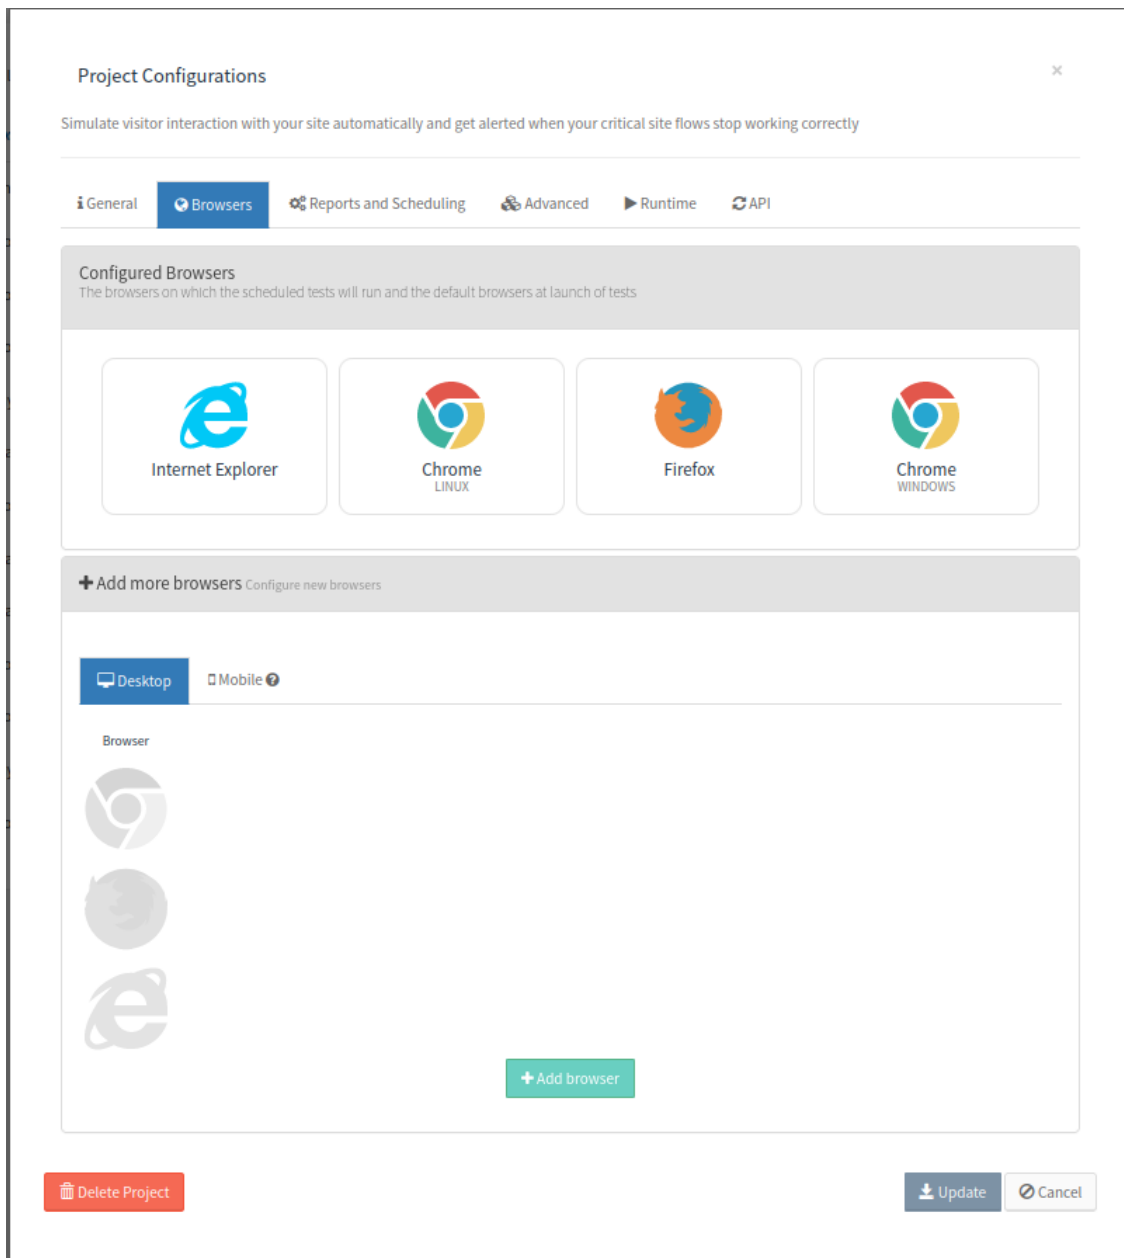 Project Configurations
×
Simulate visitor interaction with your site automatically and get alerted when your critical site flows stop working correctly
General Browsers Reports and Scheduling Advanced Runtime API
Configured Browsers
The browsers on which the scheduled tests will run and the default browsers at launch of tests
Internet Explorer Chrome Firefox Chrome
LINUX WINDOWS
Add more browsers Configure new browsers
Desktop Mobile
Browser
Add browser
Delete Project Update Cancel